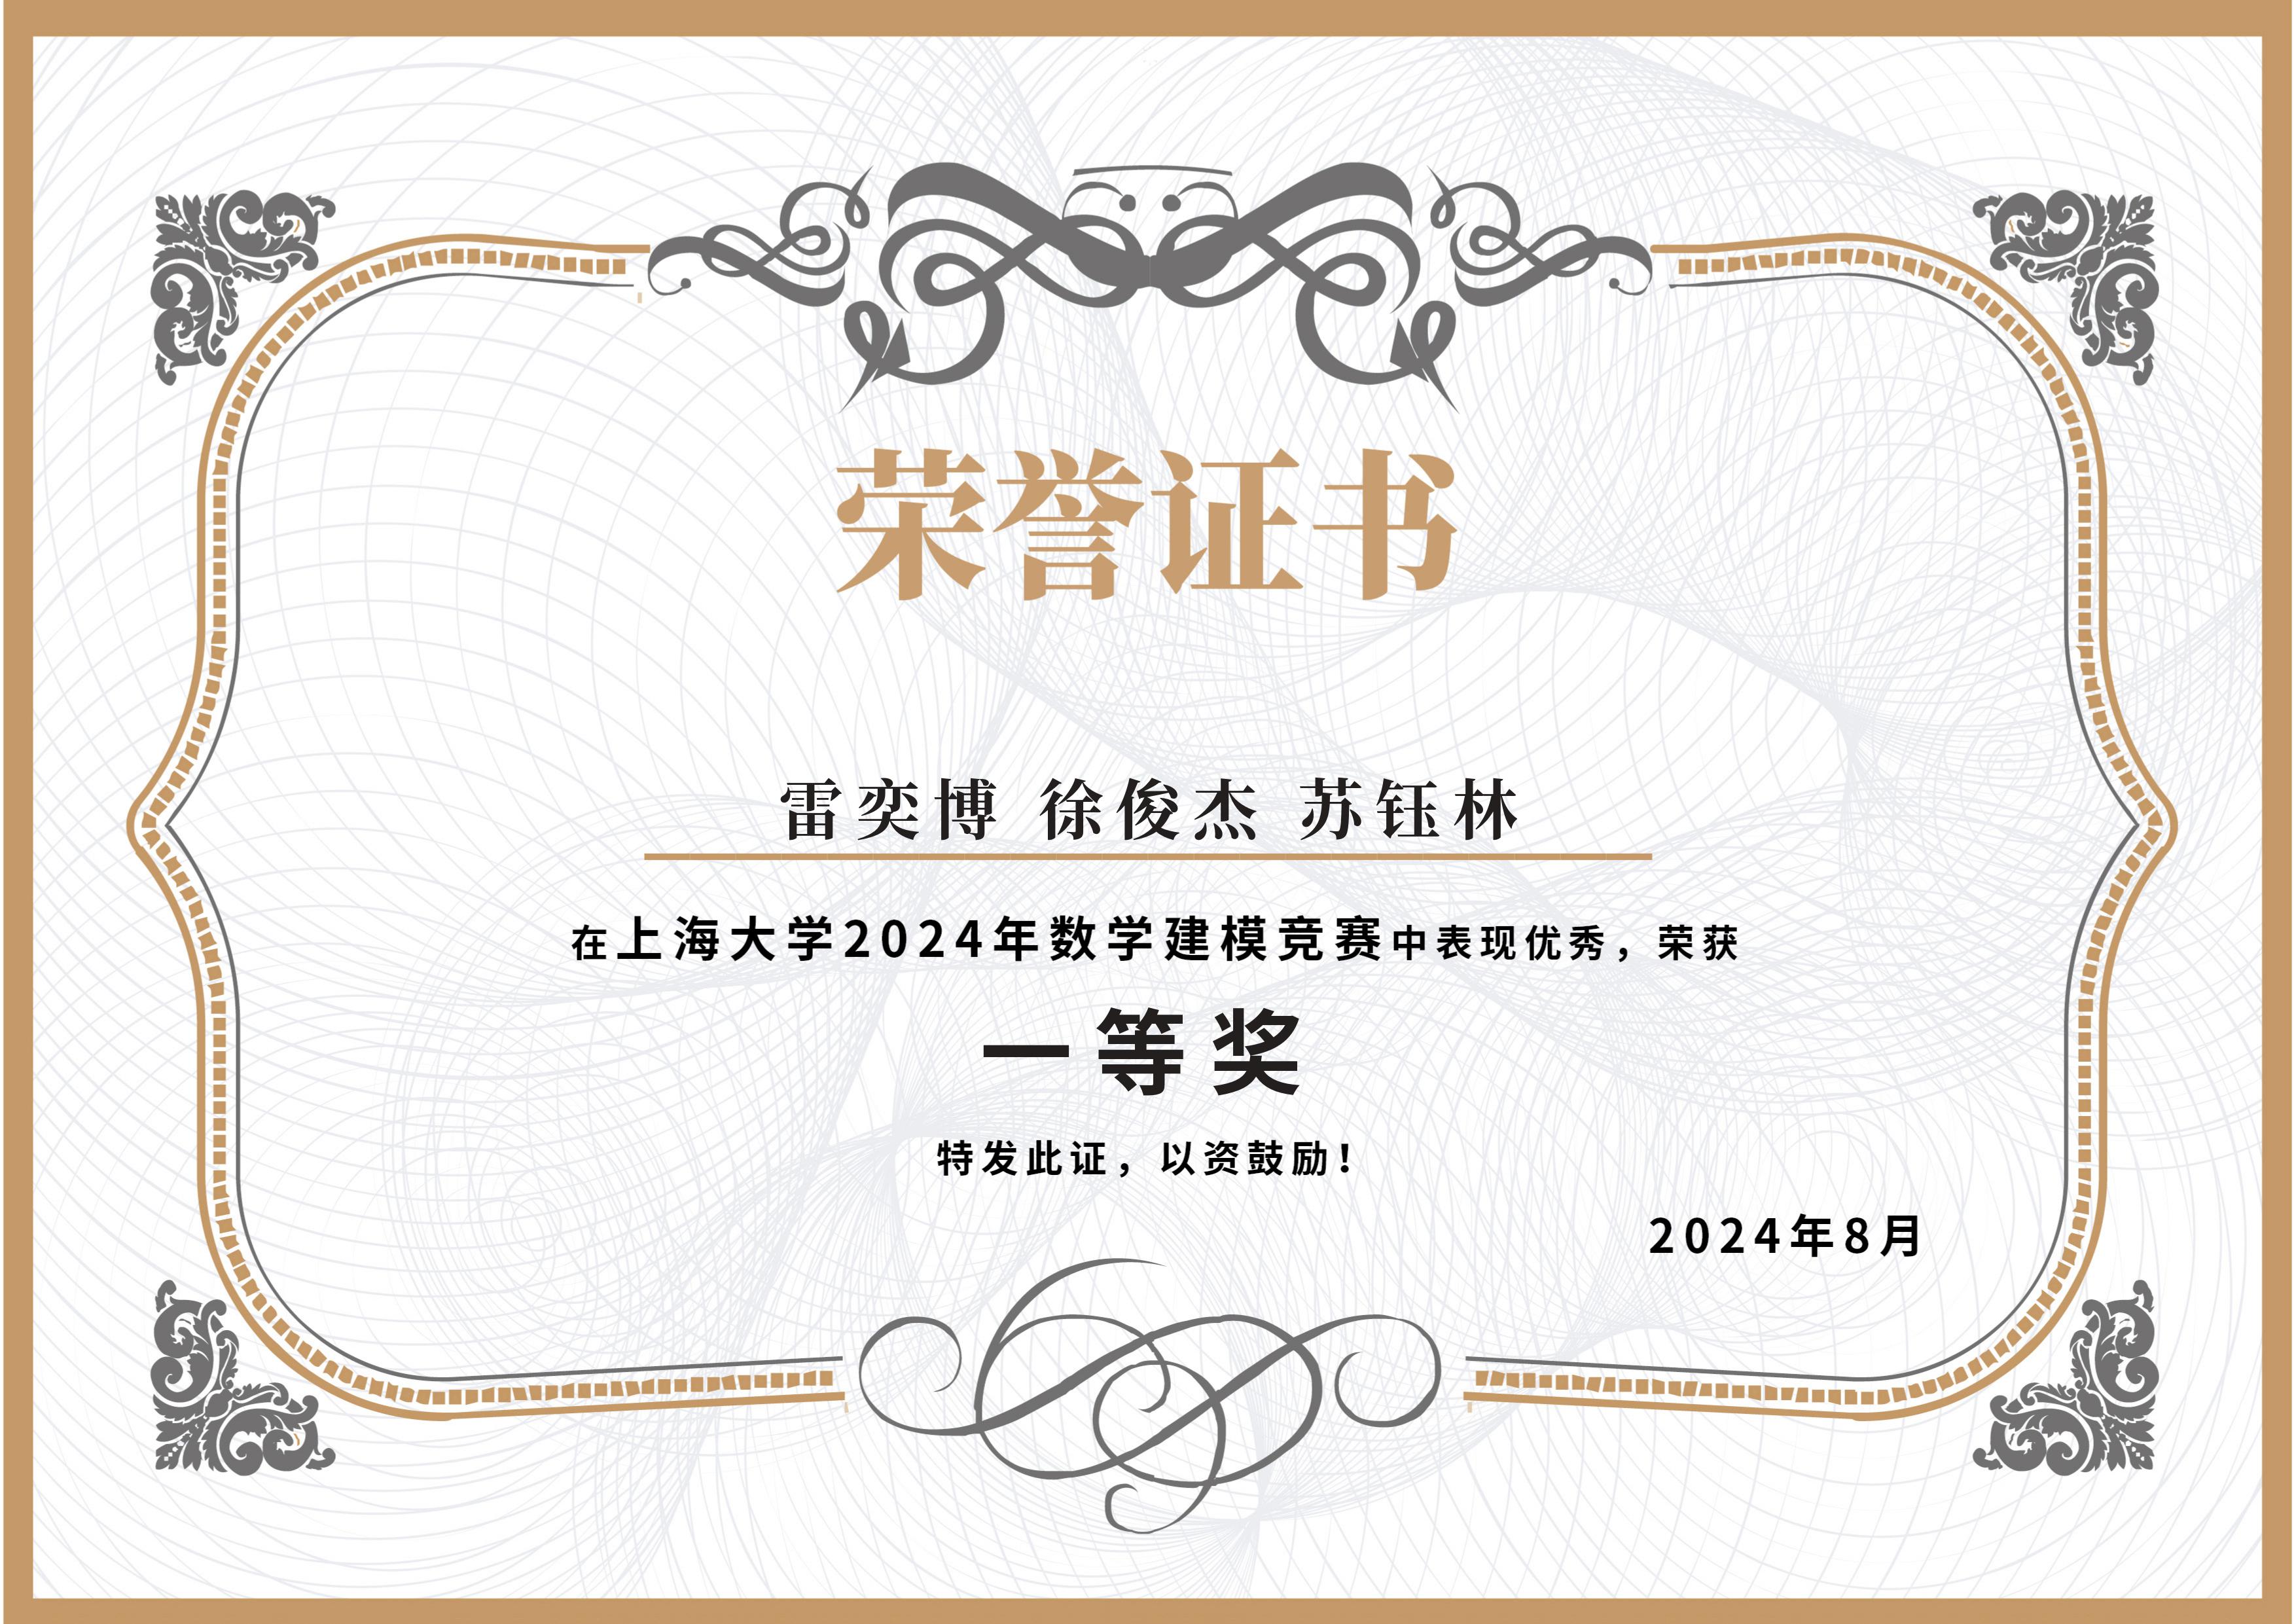 荣誉证书
雷奕博 徐俊杰 苏钰林
在上海大学2024年数学建模竞赛中表现优秀，荣获
一等奖
特发此证，以资鼓励！
2024年8月